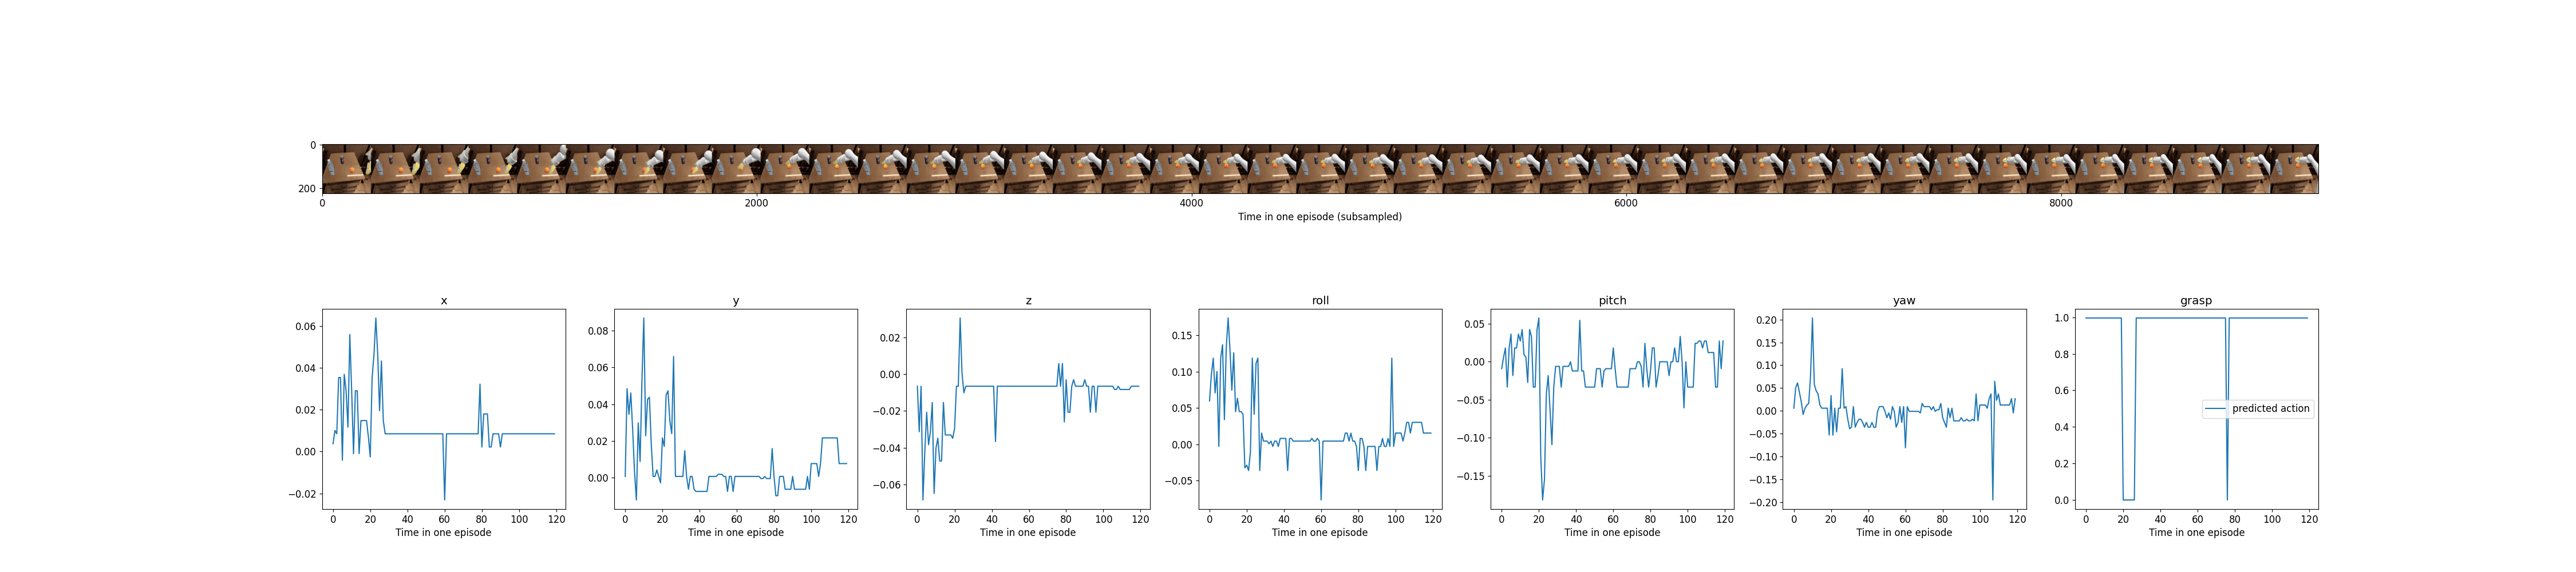 0
200
0 2000 4000 6000 8000
Time in one episode (subsampled)
x
0.06
0.04
0.02
0.00
−0.02
0 20 40 60 80 100 120
Time in one episode
y
0.08
0.06
0.04
0.02
0.00
0 20 40 60 80 100 120
Time in one episode
z
0.02
0.00
−0.02
−0.04
−0.06
0 20 40 60 80 100 120
Time in one episode
roll
0.15
0.10
0.05
0.00
−0.05
0 20 40 60 80 100 120
Time in one episode
pitch
0.05
0.00
−0.05
−0.10
−0.15
0 20 40 60 80 100 120
Time in one episode
yaw
0.20
0.15
0.10
0.05
0.00
−0.05
−0.10
−0.15
−0.20
0 20 40 60 80 100 120
Time in one episode
grasp
1.0
0.8
0.6
0.4
0.2
0.0
predicted action
0 20 40 60 80 100 120
Time in one episode